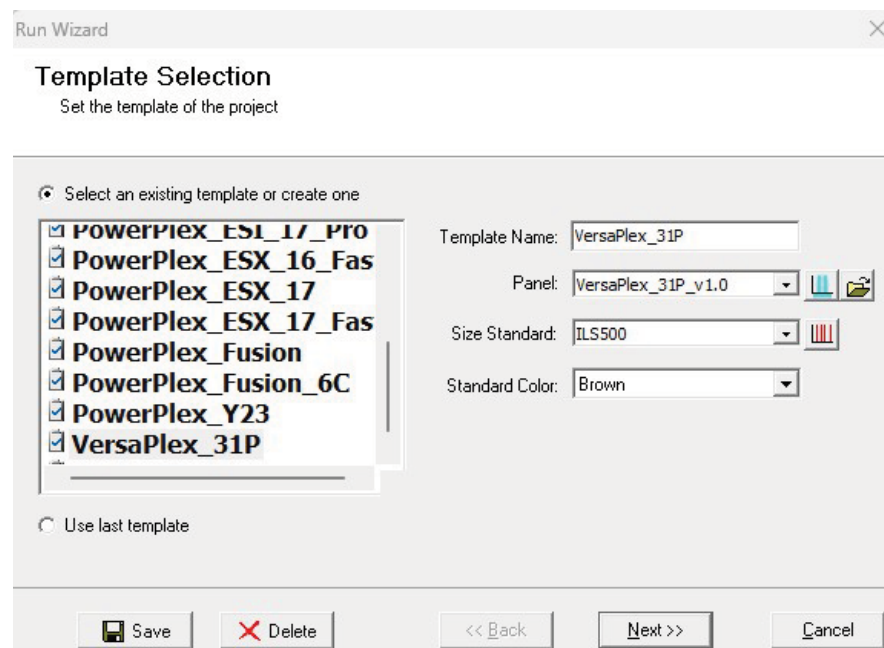 Run Wizard
Template Selection
Set the template of the project
Select an existing template or create one
PowerPlex_ESI_17_Pro
PowerPlex_ESX_16_Fas
PowerPlex_ESX_17
PowerPlex_ESX_17_Fas
PowerPlex_Fusion
PowerPlex_Fusion_6C
PowerPlex_Y23
VersaPlex_31P
Template Name: VersaPlex_31P
Panel: VersaPlex_31P_v1.0
Size Standard: ILS500
Standard Color: Brown
Use last template
Save Delete << Back Next >> Cancel